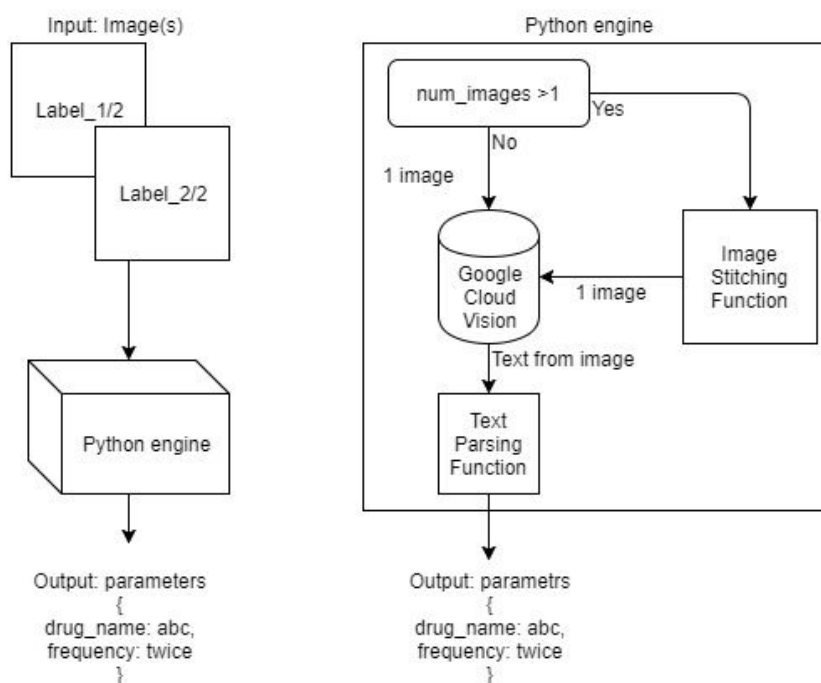 Input: Image(s)
Label_1/2
Label_2/2
Python engine
Output: parameters
{
drug_name: abc,
frequency: twice
}
Python engine
num_images >1
Yes
No
1 image
Google
Cloud
Vision
1 image
Image
Stitching
Function
Text from image
Text
Parsing
Function
Output: parametrs
{
drug_name: abc,
frequency: twice
}